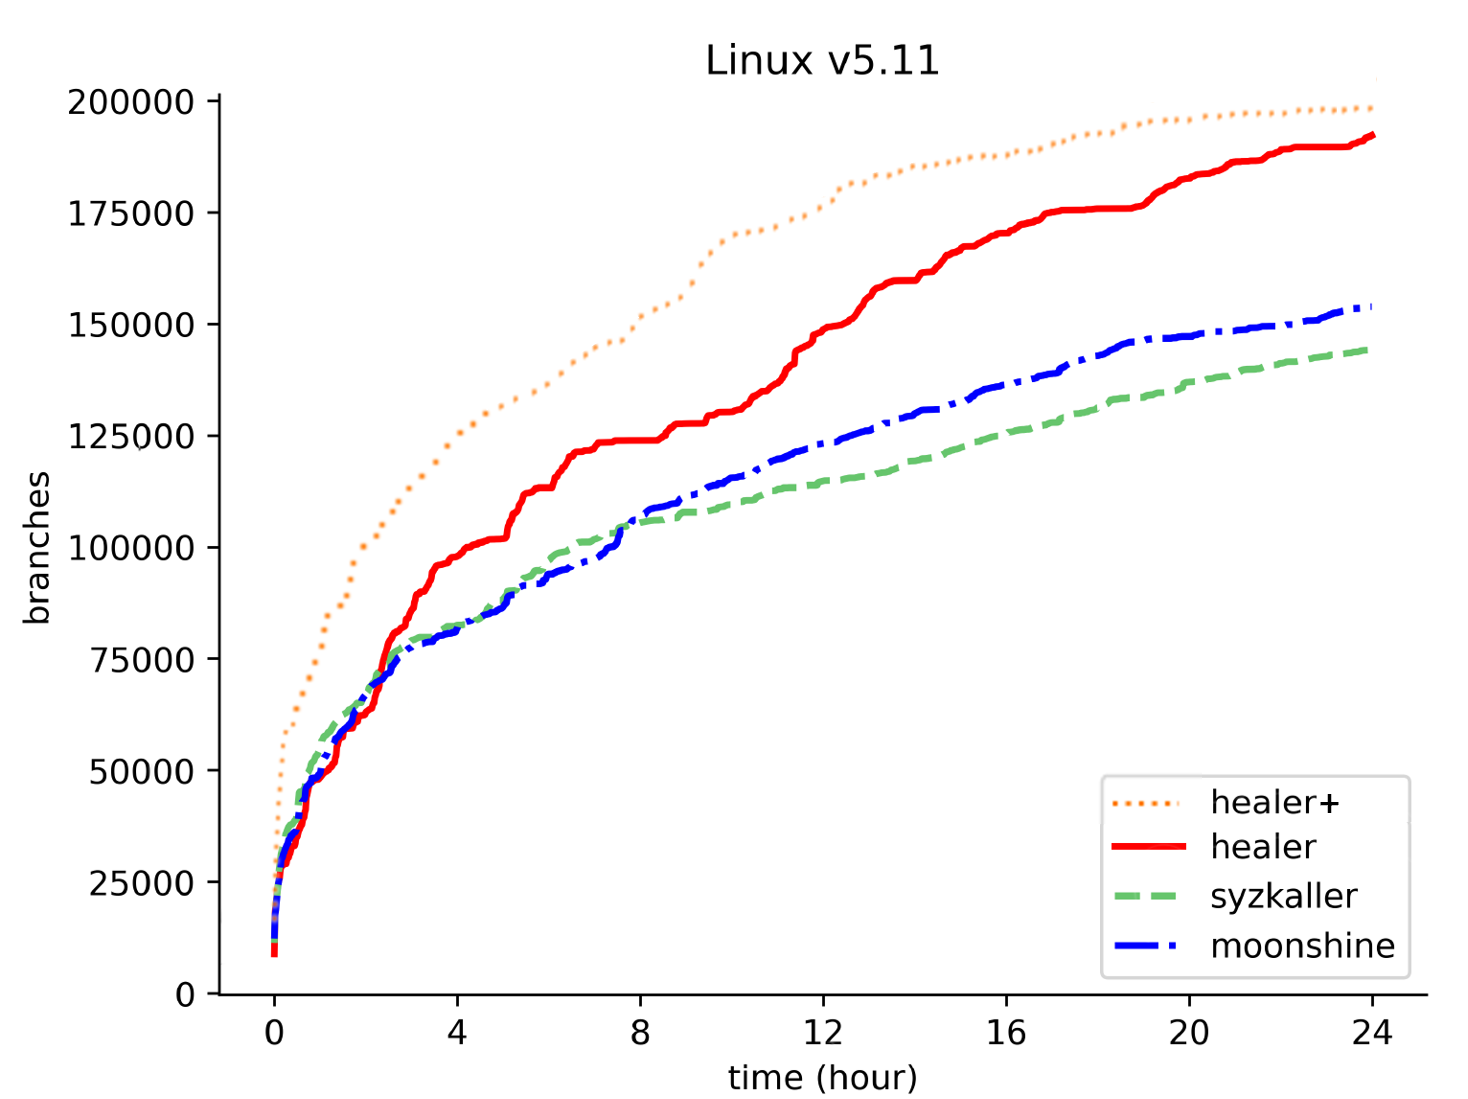 Linux v5.11
200000
175000
150000
125000
100000
75000
50000
25000
0
branches
0 4 8 12 16 20 24
time (hour)
healer+
healer
syzkaller
moonshine